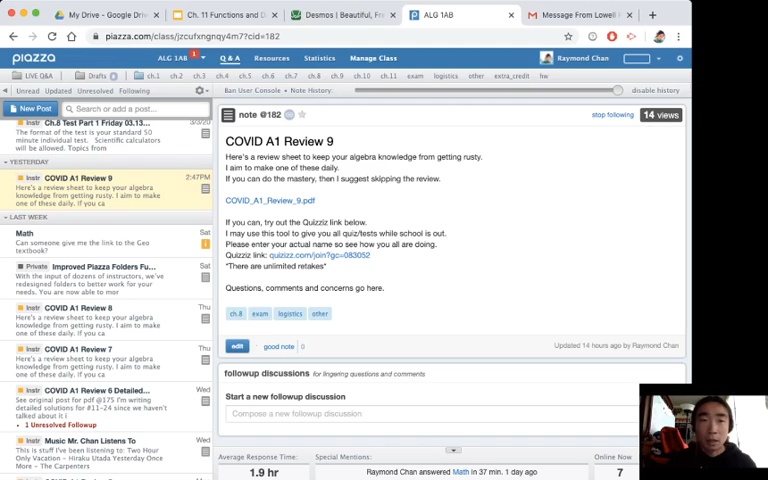 My Drive - Google Driv
Ch. 11 Functions and D
Desmos | Beautiful, Fre
ALG 1AB
Message From Lowell
piazza.com/class/jzcufxngnqy4m7?cid=182
piazza
ALG 1AB 1
Q & A
Resources
Statistics
Manage Class
Raymond Chan
LIVE Q&A
Drafts
ch.1
ch.2
ch.3
ch.4
ch.5
ch.6
ch.7
ch.8
ch.9
ch.10
ch.11
exam
logistics
other
extra_credit
hw
Unread
Updated
Unresolved
Following
Ban User Console
Note History:
disable history
New Post
Search or add a post...
Ch.8 Test Part 1 Friday 03.13...
3/3/20
The format of the test is your standard 50
minute individual test. Scientific calculators
will be allowed. Topics from
YESTERDAY
Instr COVID A1 Review 9
2:47PM
Here's a review sheet to keep your algebra
knowledge from getting rusty. I aim to
make one of these daily. If you ca
LAST WEEK
Math
Sat
Can someone give me the link to the Geo
textbook?
Private Improved Piazza Folders Fu...
Sat
With the input of dozens of instructors, we've
redesigned folders to better work for your
needs. You are now able to mor
Instr COVID A1 Review 8
Thu
Here's a review sheet to keep your algebra
knowledge from getting rusty. I aim to
make one of these daily. If you ca
Instr COVID A1 Review 7
Thu
Here's a review sheet to keep your algebra
knowledge from getting rusty. I aim to
make one of these daily. If you ca
Instr COVID A1 Review 6 Detailed...
Wed
See original post for pdf @175 I'm writing
detailed solutions for #11-24 since we haven't
talked about it i
1 Unresolved Followup
Instr Music Mr. Chan Listens To
Wed
This is stuff I've been listening to: Two Hour
Only Vacation - Hiraku Utada Yesterday Once
More - The Carpenters
note @182
stop following
14 views
COVID A1 Review 9
Here's a review sheet to keep your algebra knowledge from getting rusty.
I aim to make one of these daily.
If you can do the mastery, then I suggest skipping the review.
COVID_A1_Review_9.pdf
If you can, try out the Quizziz link below.
I may use this tool to give you all quiz/tests while school is out.
Please enter your actual name so see how you all are doing.
Quizziz link: quizizz.com/join?gc=083052
*There are unlimited retakes*
Questions, comments and concerns go here.
ch.8
exam
logistics
other
edit
good note
0
Updated 14 hours ago by Raymond Chan
followup discussions for lingering questions and comments
Start a new followup discussion
Compose a new followup discussion
Average Response Time:
Special Mentions:
Online Now
1.9 hr
Raymond Chan answered Math in 37 min. 1 day ago
7